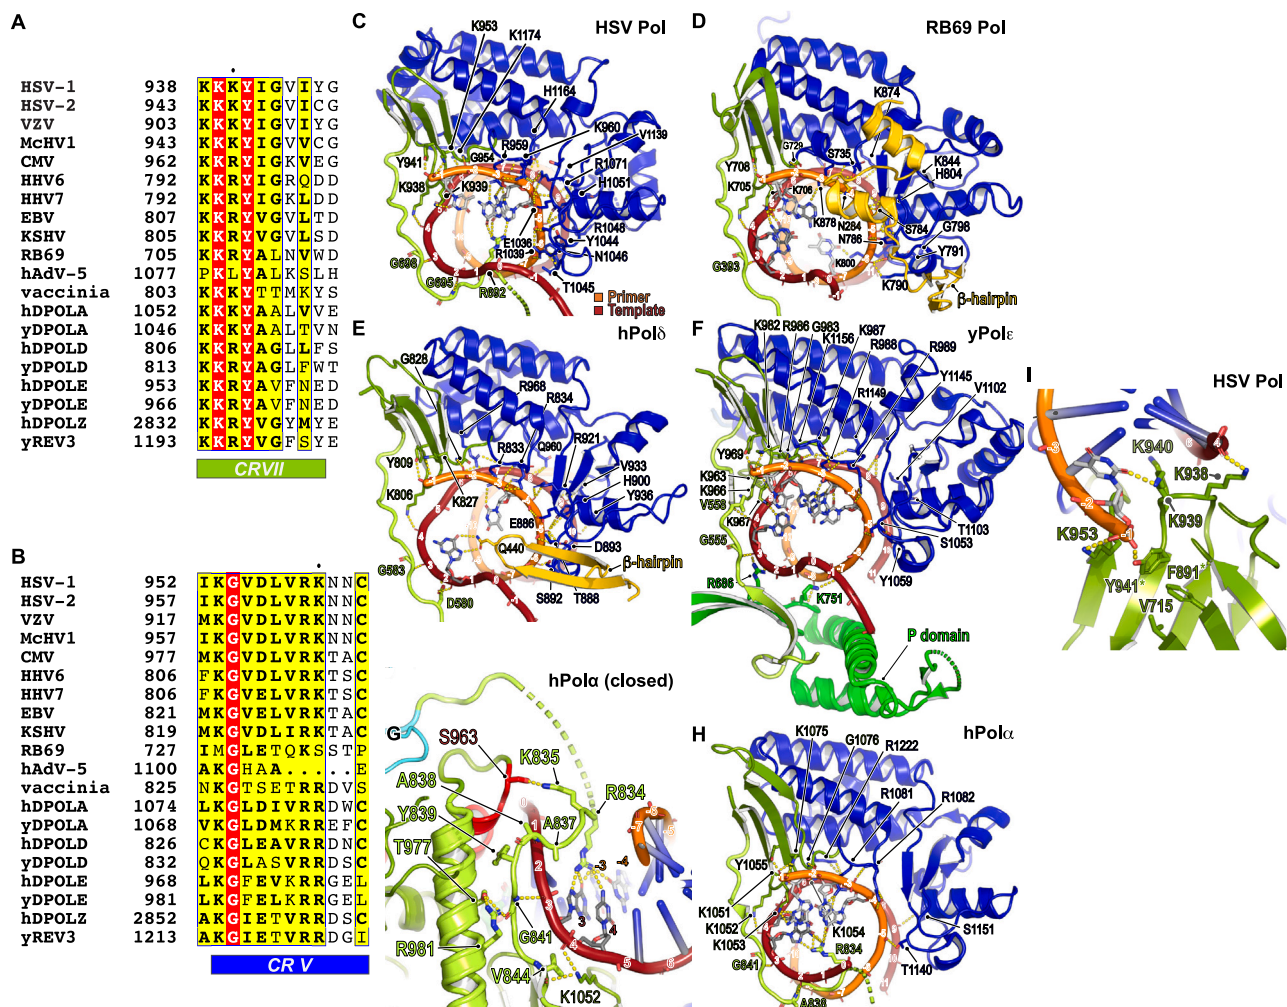 A
HSV-1 938 KKKYIGVIYG
HSV-2 943 KKKYIGVICG
VZV 903 KKKYIGVIYG
McHV1 943 KKKYIGVVCG
CMV 962 KKRYIGKVEG
HHV6 792 KKRYIGRQDD
HHV7 792 KKRYIGKLDD
EBV 807 KKRYVGVLTD
KSHV 805 KKRYVGVLSD
RB69 705 KKRYALNVWD
hAdV-5 1077 PKLYALKSLH
vaccinia 803 KKKYTTMKYS
hDPOLA 1052 KKKYAALVVE
yDPOLA 1046 KKKYAALTVN
hDPOLD 806 KKRYAGLLFS
yDPOLD 813 KKRYAGLFWT
hDPOLE 953 KKRYAVFNED
yDPOLE 966 KKRYAVFNED
hDPOLZ 2832 KKRYVGYMYE
yREV3 1193 KKRYVGFSYE
CRVII
B
HSV-1 952 IKGVDLVRKNNC
HSV-2 957 IKGVDLVRKNNC
VZV 917 MKGVDLVRKNNC
McHV1 957 IKGVDLVRKNNC
CMV 977 MKGVDLVRKTAC
HHV6 806 FKGVDLVRKTSC
HHV7 806 FKGVELVRKTSC
EBV 821 MKGVELVRKTAC
KSHV 819 MKGVDLIRKTAC
RB69 727 IMGLETQKSSTP
hAdV-5 1100 AKGHAA.....E
vaccinia 825 NKGTSETRRDVS
hDPOLA 1074 LKGLDIVRRDWC
yDPOLA 1068 VKGLDMKRREFC
hDPOLD 826 CKGLEAVRRDNC
yDPOLD 832 QKGLASVRRDSC
hDPOLE 968 LKGFEVKRRGEL
yDPOLE 981 LKGFELKRRGEL
hDPOLZ 2852 AKGIETVRRDSC
yREV3 1213 AKGIETVRRDGI
CR V
C
HSV Pol
K953
K1174
H1164
K960
V1139
R959
G954
Y941
K938
K939
R1071
H1051
R1048
E1036
Y1044
R1039
N1046
G696
G695
R692
T1045
Primer
Template
D
RB69 Pol
K874
G729
S735
Y708
K705
K706
K844
H804
K878
N284
S784
G798
N786
Y791
G393
K800
K790
β-hairpin
E
hPolδ
G828
R968
R834
R833
Q960
R921
Y809
V933
H900
K806
K827
Y936
E886
Q440
D893
β-hairpin
G583
D580
S892
T888
F
yPolε
K982
R986
G983
K1156
K987
R988
R989
Y1145
V1102
R1149
Y969
K963
K966
V558
K967
T1103
S1053
G555
Y1059
R686
K751
P domain
G
hPolα (closed)
S963
K835
A838
R834
Y839
A837
T977
G841
R981
V844
K1052
H
hPolα
K1075
G1076
R1222
R1081
R1082
Y1055
K1051
K1052
K1053
K1054
R834
S1151
G841
T1140
A838
I
HSV Pol
K940
K938
K939
K953
Y941*
F891*
V715